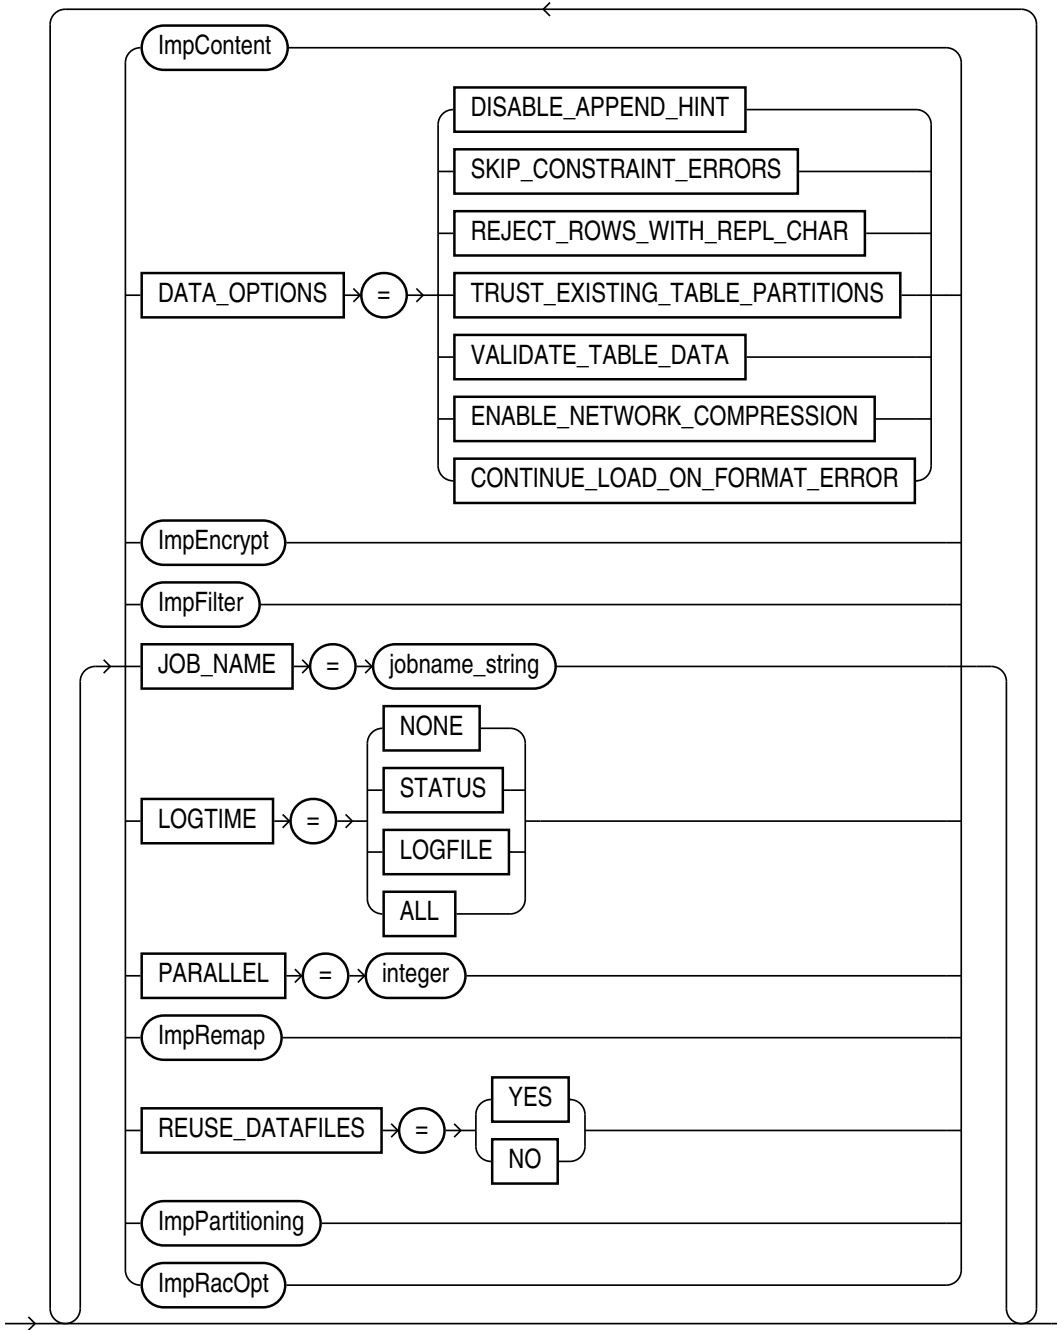 ImpContent
DISABLE_APPEND_HINT
SKIP_CONSTRAINT_ERRORS
REJECT_ROWS_WITH_REPL_CHAR
DATA_OPTIONS = TRUST_EXISTING_TABLE_PARTITIONS
VALIDATE_TABLE_DATA
ENABLE_NETWORK_COMPRESSION
CONTINUE_LOAD_ON_FORMAT_ERROR
ImpEncrypt
ImpFilter
JOB_NAME = jobname_string
NONE
STATUS
LOGTIME =
LOGFILE
ALL
PARALLEL = integer
ImpRemap
YES
REUSE_DATAFILES =
NO
ImpPartitioning
ImpRacOpt